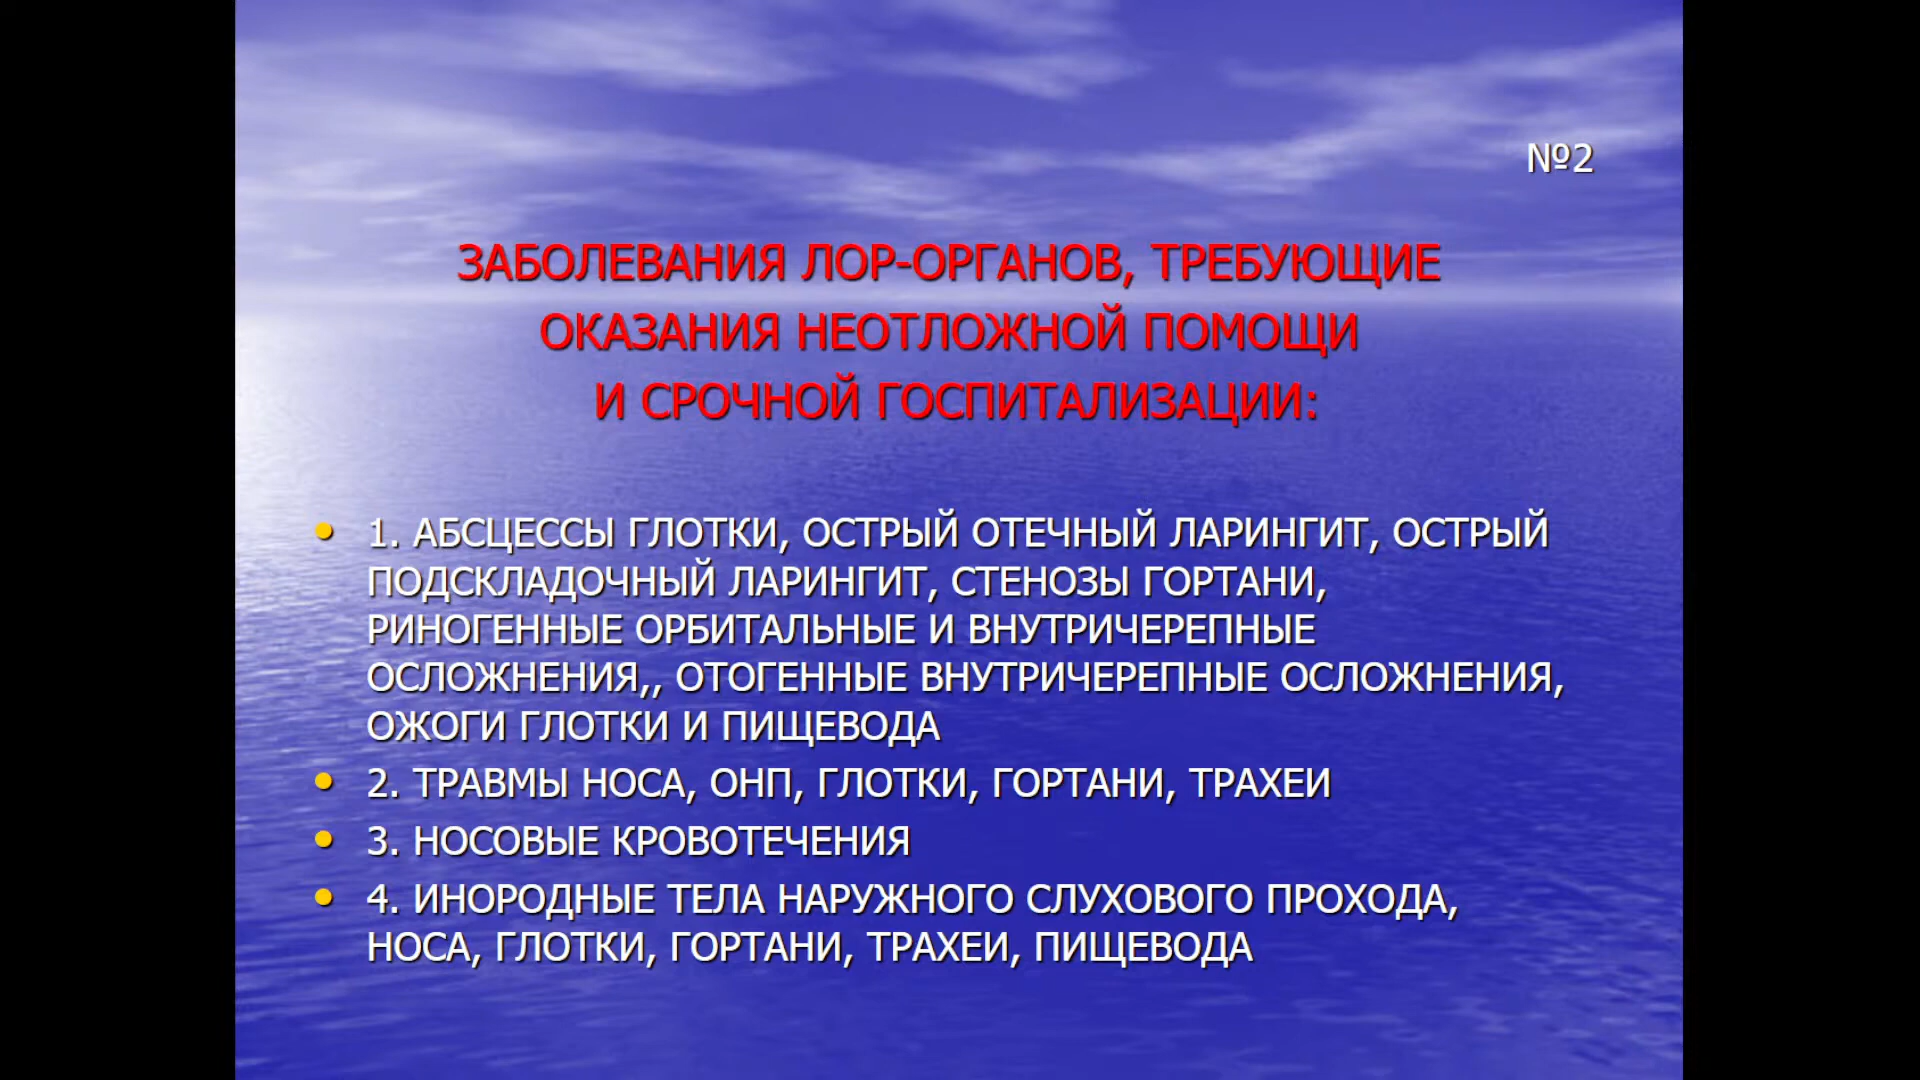 №2
ЗАБОЛЕВАНИЯ ЛОР-ОРГАНОВ, ТРЕБУЮЩИЕ
ОКАЗАНИЯ НЕОТЛОЖНОЙ ПОМОЩИ
И СРОЧНОЙ ГОСПИТАЛИЗАЦИИ:
• 1. АБСЦЕССЫ ГЛОТКИ, ОСТРЫЙ ОТЕЧНЫЙ ЛАРИНГИТ, ОСТРЫЙ
ПОДСКЛАДОЧНЫЙ ЛАРИНГИТ, СТЕНОЗЫ ГОРТАНИ,
РИНОГЕННЫЕ ОРБИТАЛЬНЫЕ И ВНУТРИЧЕРЕПНЫЕ
ОСЛОЖНЕНИЯ,, ОТОГЕННЫЕ ВНУТРИЧЕРЕПНЫЕ ОСЛОЖНЕНИЯ,
ОЖОГИ ГЛОТКИ И ПИЩЕВОДА
• 2. ТРАВМЫ НОСА, ОНП, ГЛОТКИ, ГОРТАНИ, ТРАХЕИ
• 3. НОСОВЫЕ КРОВОТЕЧЕНИЯ
• 4. ИНОРОДНЫЕ ТЕЛА НАРУЖНОГО СЛУХОВОГО ПРОХОДА,
НОСА, ГЛОТКИ, ГОРТАНИ, ТРАХЕИ, ПИЩЕВОДА